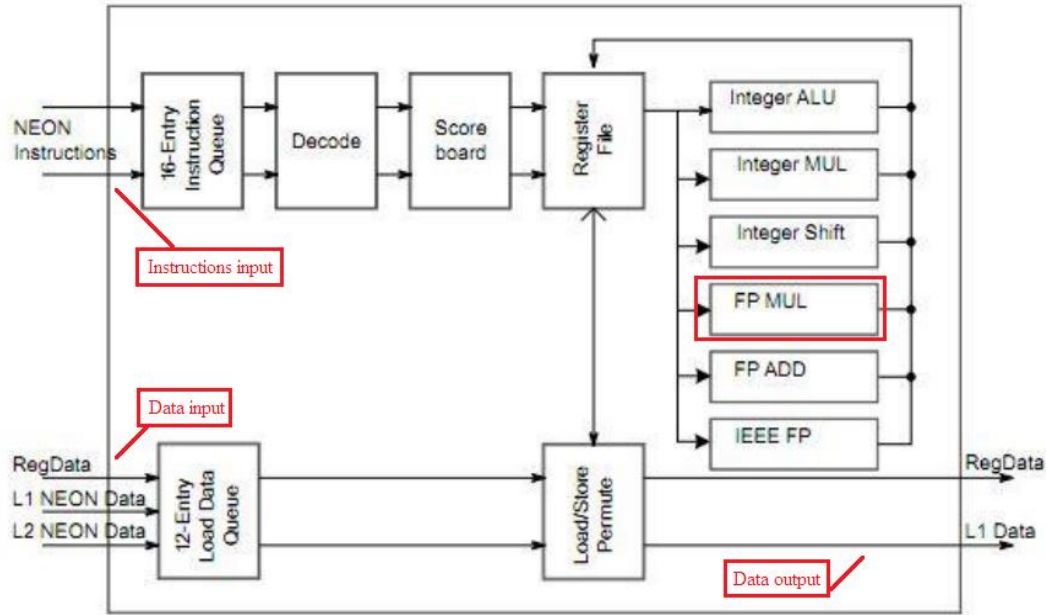 NEON
Instructions
16-Entry
Instruction
Queue
Decode
Score
board
Register
File
Integer ALU
Integer MUL
Integer Shift
FP MUL
FP ADD
IEEE FP
Instructions input
Data input
RegData
L1 NEON Data
L2 NEON Data
12-Entry
Load Data
Queue
Load/Store
Permute
RegData
L1 Data
Data output